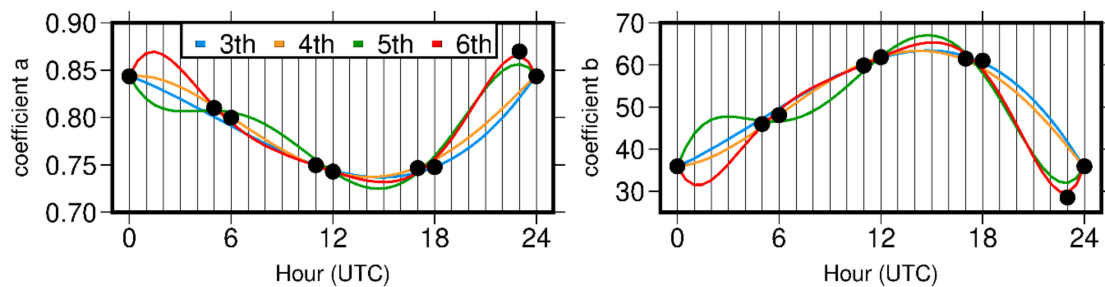 0.90
0.85
0.80
0.75
0.70
coefficient a
3th 4th 5th 6th
0 6 12 18 24
Hour (UTC)
70
60
50
40
30
coefficient b
0 6 12 18 24
Hour (UTC)